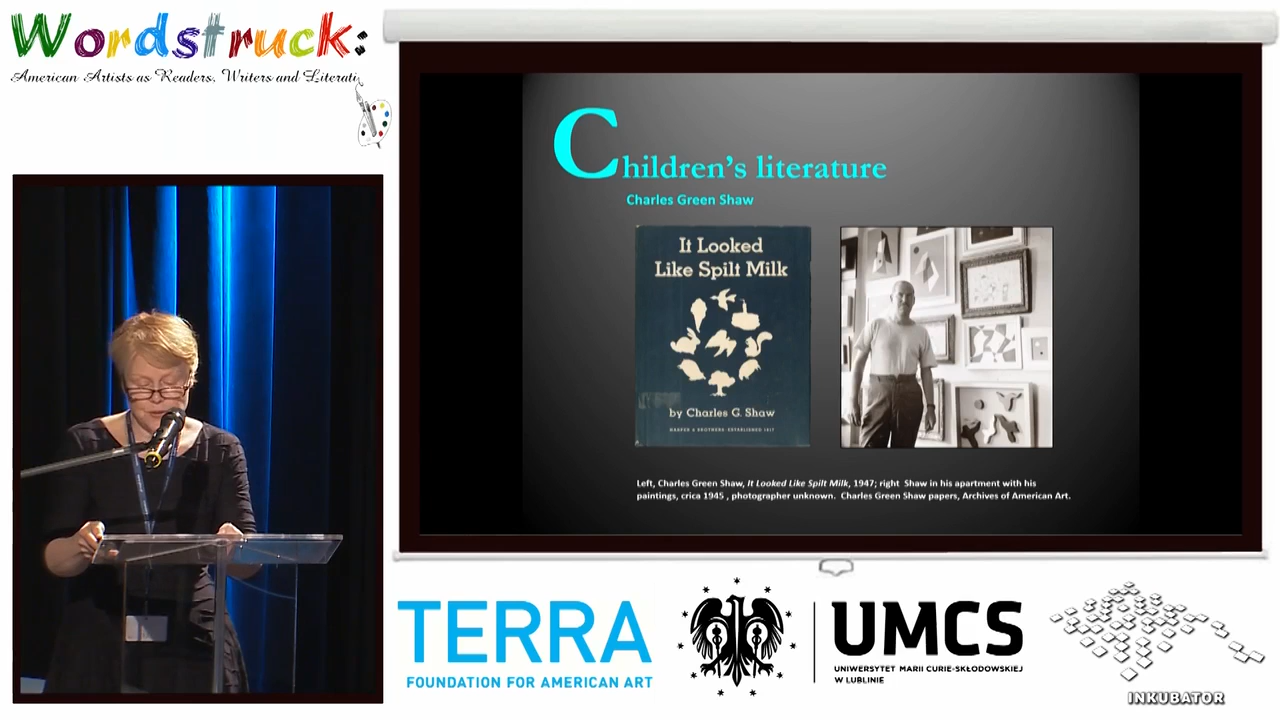 Wordstruck:
American Artists as Readers, Writers and Literati
Children's literature
Charles Green Shaw
It Looked
Like Spilt Milk
by Charles G. Shaw
HARPER & BROTHERS ESTABLISHED 1817
Left, Charles Green Shaw, It Looked Like Spilt Milk, 1947; right Shaw in his apartment with his
paintings, crica 1945 , photographer unknown. Charles Green Shaw papers, Archives of American Art.
TERRA
FOUNDATION FOR AMERICAN ART
UMCS
UNIWERSYTET MARII CURIE-SKŁODOWSKIEJ
W LUBLINIE
INKUBATOR